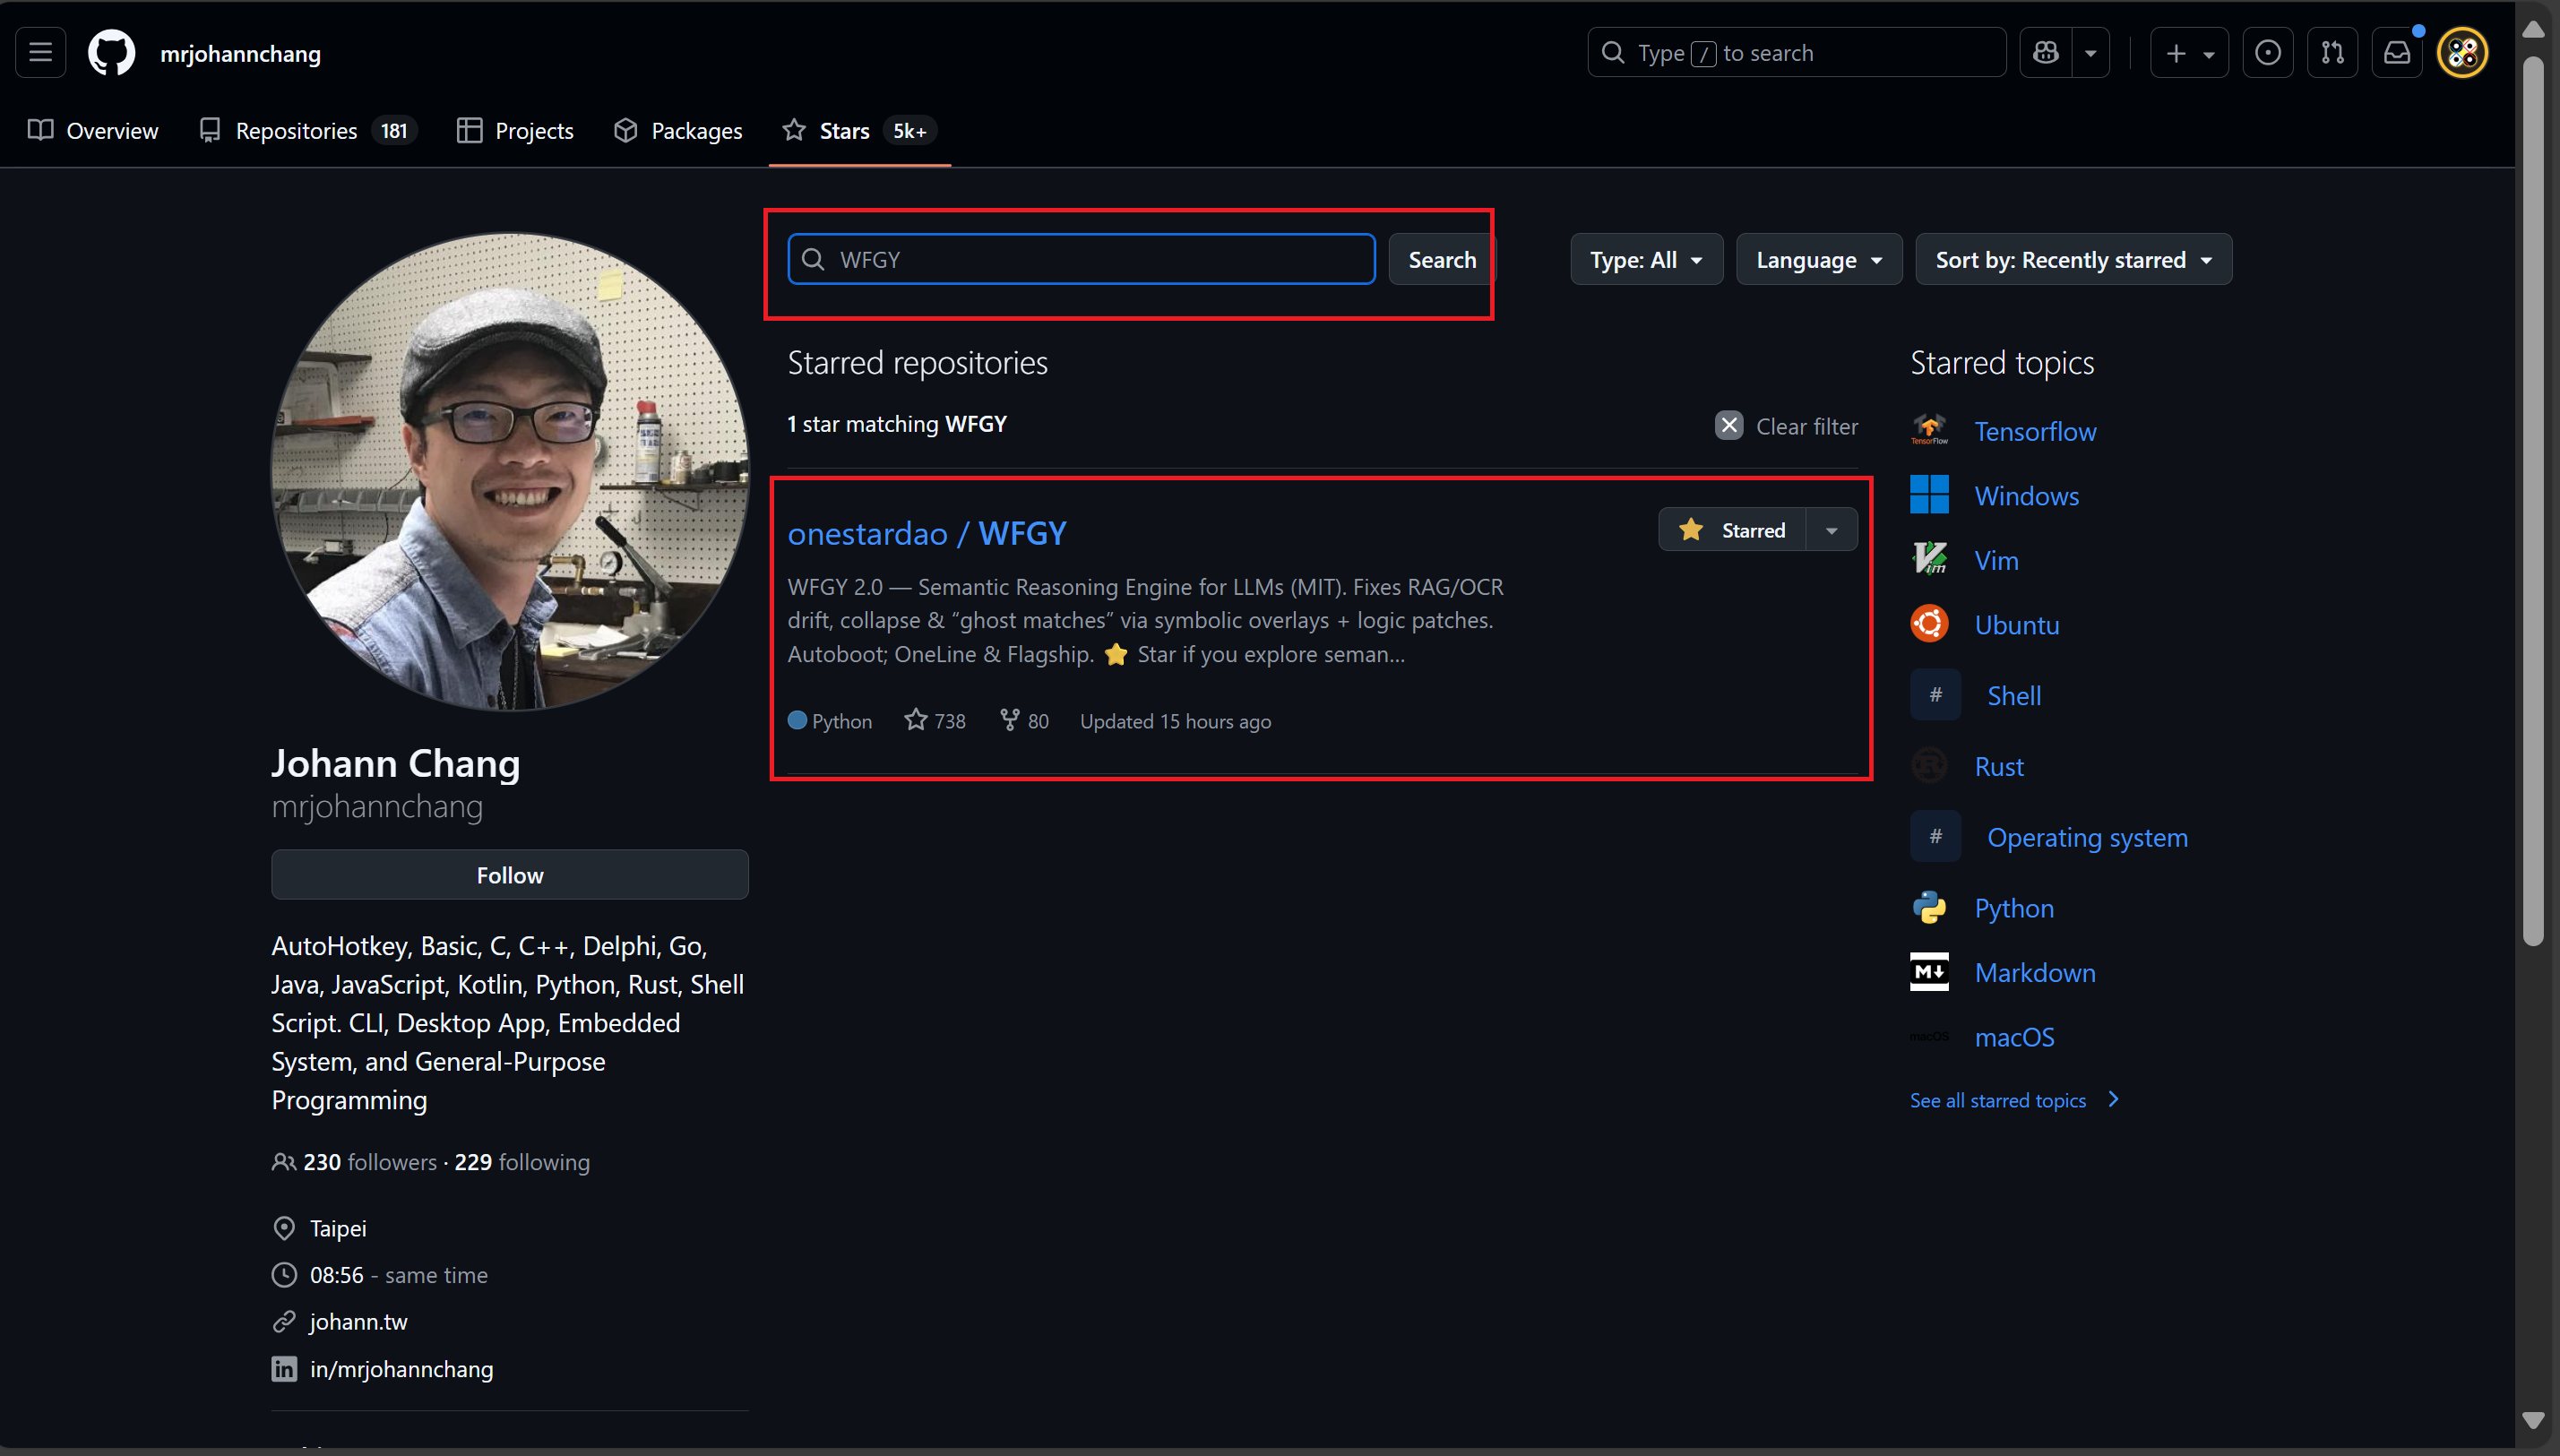 mrjohannchang
Type / to search
Overview
Repositories 181
Projects
Packages
Stars 5k+
WFGY
Search
Type: All
Language
Sort by: Recently starred
Starred repositories
1 star matching WFGY
Clear filter
onestardao / WFGY
Starred
WFGY 2.0 — Semantic Reasoning Engine for LLMs (MIT). Fixes RAG/OCR
drift, collapse & “ghost matches” via symbolic overlays + logic patches.
Autoboot; OneLine & Flagship. ⭐ Star if you explore seman...
Python 738 80 Updated 15 hours ago
Starred topics
TensorFlow
Tensorflow
Windows
Vim
Ubuntu
# Shell
Rust
# Operating system
Python
M Markdown
macOS macOS
See all starred topics
Johann Chang
mrjohannchang
Follow
AutoHotkey, Basic, C, C++, Delphi, Go,
Java, JavaScript, Kotlin, Python, Rust, Shell
Script. CLI, Desktop App, Embedded
System, and General-Purpose
Programming
230 followers · 229 following
Taipei
08:56 - same time
johann.tw
in in/mrjohannchang